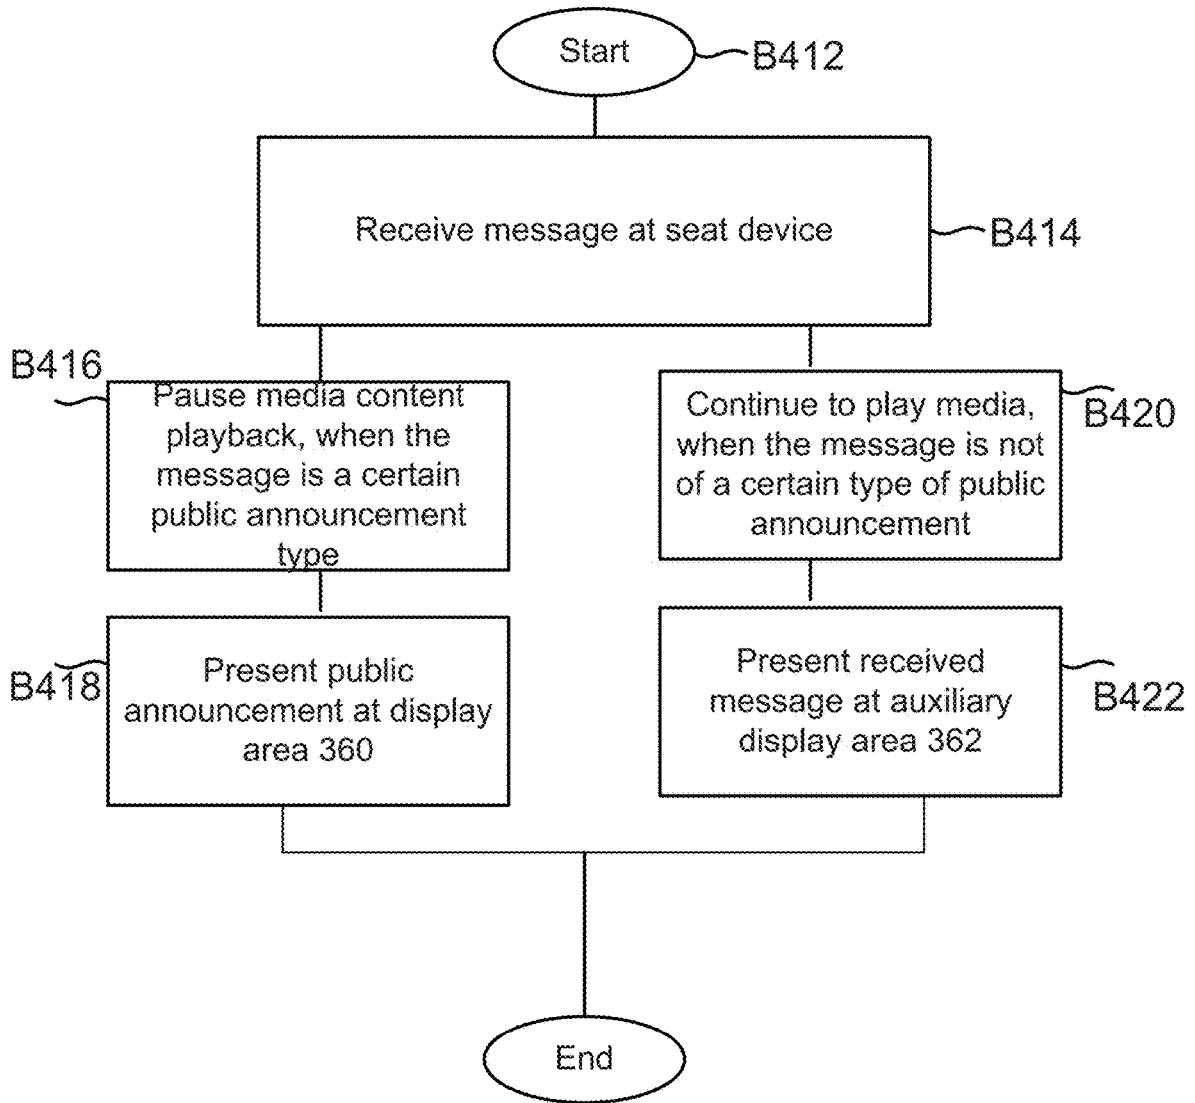 Start
B412
Receive message at seat device
B414
B416
Pause media content
playback, when the
message is a certain
public announcement
type
Continue to play media,
when the message is not
of a certain type of public
announcement
B420
B418
Present public
announcement at display
area 360
Present received
message at auxiliary
display area 362
B422
End